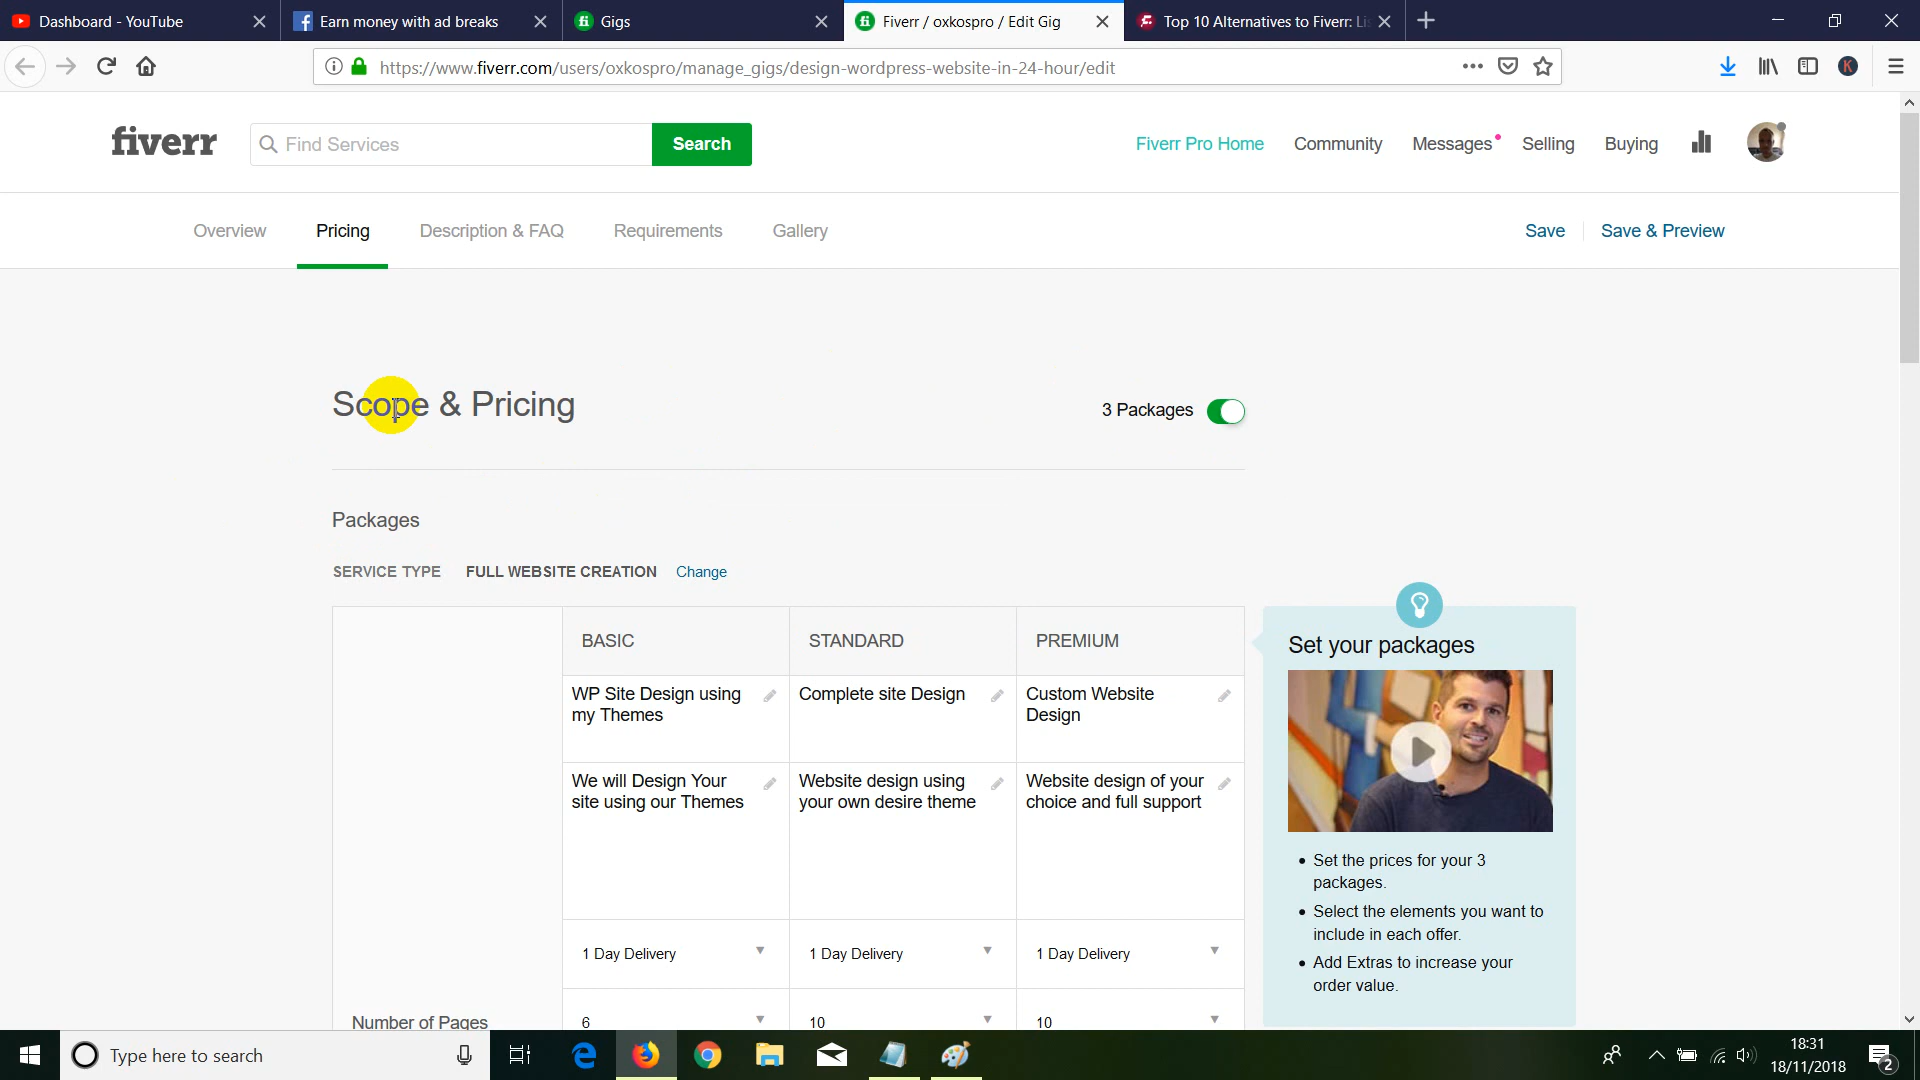 Dashboard - YouTube
Earn money with ad breaks
Gigs
Fiverr / oxkospro / Edit Gig
Top 10 Alternatives to Fiverr: Li
https://www.fiverr.com/users/oxkospro/manage_gigs/design-wordpress-website-in-24-hour/edit
K
fiverr
Find Services
Search
Fiverr Pro Home
Community
Messages
Selling
Buying
Overview
Pricing
Description & FAQ
Requirements
Gallery
Save
Save & Preview
Scope & Pricing
3 Packages
Packages
SERVICE TYPE FULL WEBSITE CREATION Change
BASIC
STANDARD
PREMIUM
WP Site Design using
my Themes
Complete site Design
Custom Website
Design
We will Design Your
site using our Themes
Website design using
your own desire theme
Website design of your
choice and full support
1 Day Delivery
1 Day Delivery
1 Day Delivery
Number of Pages
6
10
10
Set your packages
• Set the prices for your 3
packages.
• Select the elements you want to
include in each offer.
• Add Extras to increase your
order value.
Type here to search
18:31
18/11/2018
2